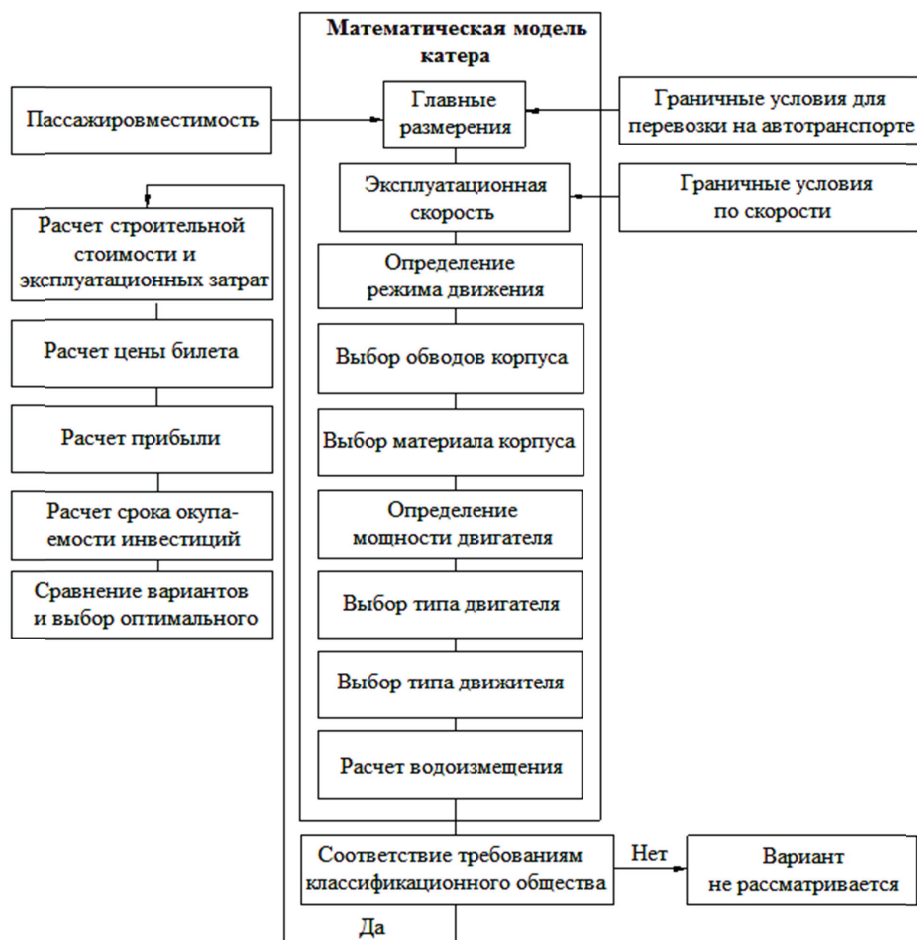 Математическая модель
катера
Пассажировместимость
Главные
размерения
Граничные условия для
перевозки на автотранспорте
Эксплуатационная
скорость
Граничные условия
по скорости
Определение
режима движения
Выбор обводов корпуса
Выбор материала корпуса
Определение
мощности двигателя
Выбор типа двигателя
Выбор типа движителя
Расчет водоизмещения
Соответствие требованиям
классификационного общества
Нет
Вариант
не рассматривается
Да
Расчет строительной
стоимости и
эксплуатационных затрат
Расчет цены билета
Расчет прибыли
Расчет срока окупа-
емости инвестиций
Сравнение вариантов
и выбор оптимального